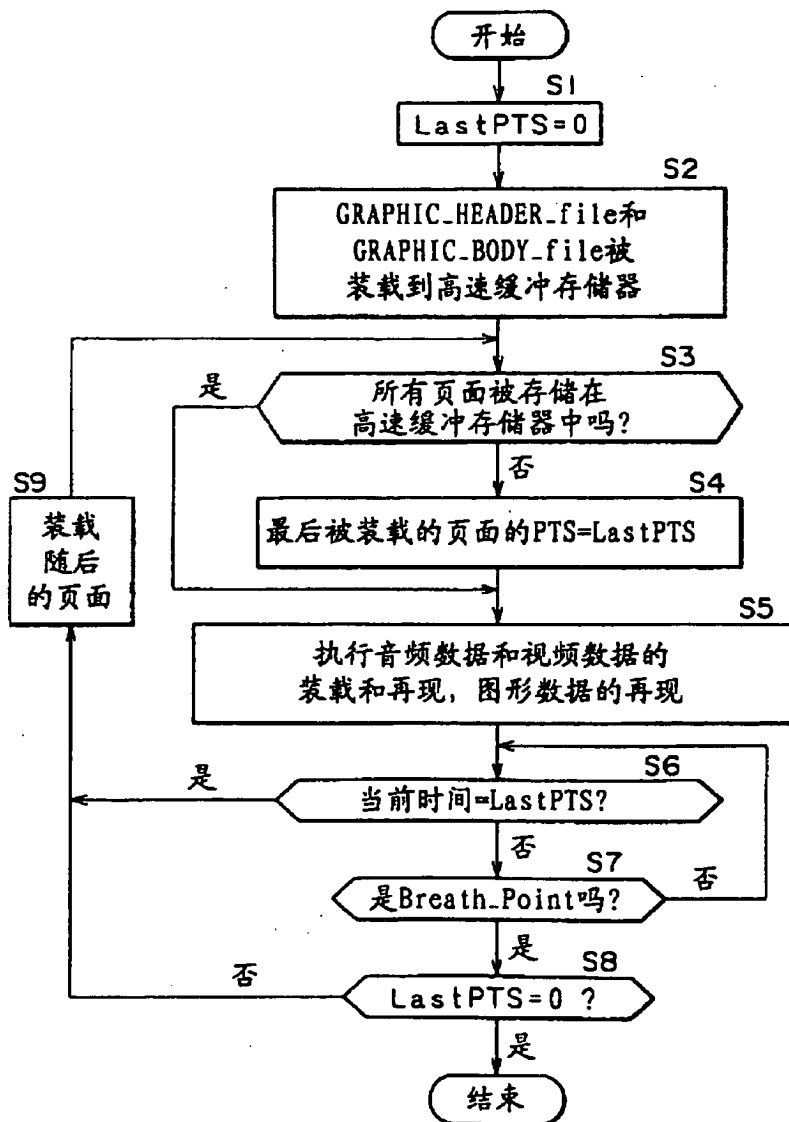 开始
S1
LastPTS=0
S2
GRAPHIC_HEADER_file和
GRAPHIC_BODY_file被
装载到高速缓冲存储器
S3
是
所有页面被存储在
高速缓冲存储器中吗?
否
S9
装载
随后
的页面
S4
最后被装载的页面的PTS=LastPTS
S5
执行音频数据和视频数据的
装载和再现,图形数据的再现
S6
是
当前时间=LastPTS?
否
S7
是Breath_Point吗?
否
是
S8
否
LastPTS=0 ?
是
结束